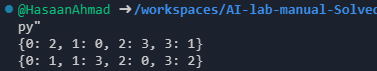 @HasaanAhmad ➜/workspaces/AI-lab-manual-Solved
py"
{0: 2, 1: 0, 2: 3, 3: 1}
{0: 1, 1: 3, 2: 0, 3: 2}